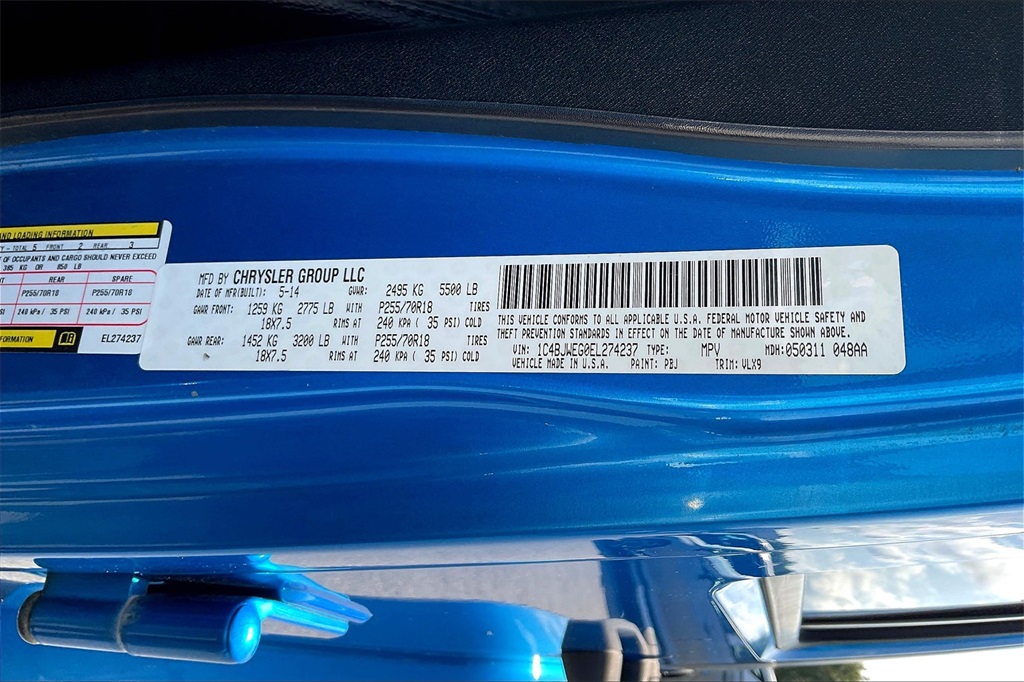 AND LOADING INFORMATION
TOTAL 5 FRONT 2 REAR 3
OF OCCUPANTS AND CARGO SHOULD NEVER EXCEED
385 KG OR 850 LB
REAR SPARE
P255/70R18 P255/70R18
240 kPa / 35 PSI 240 kPa / 35 PSI
INFORMATION EL274237
MFD BY CHRYSLER GROUP LLC
DATE OF MFR(BUILT): 5-14 GVWR: 2495 KG 5500 LB
GAWR FRONT: 1259 KG 2775 LB WITH P255/70R18 TIRES
18X7.5 RIMS AT 240 KPA ( 35 PSI) COLD
GAWR REAR: 1452 KG 3200 LB WITH P255/70R18 TIRES
18X7.5 RIMS AT 240 KPA ( 35 PSI) COLD
THIS VEHICLE CONFORMS TO ALL APPLICABLE U.S.A. FEDERAL MOTOR VEHICLE SAFETY AND
THEFT PREVENTION STANDARDS IN EFFECT ON THE DATE OF MANUFACTURE SHOWN ABOVE.
VIN: 1C4BJWEG0EL274237 TYPE: MPV MDH: 050311 048AA
VEHICLE MADE IN U.S.A. PAINT: PBJ TRIM: VLX9